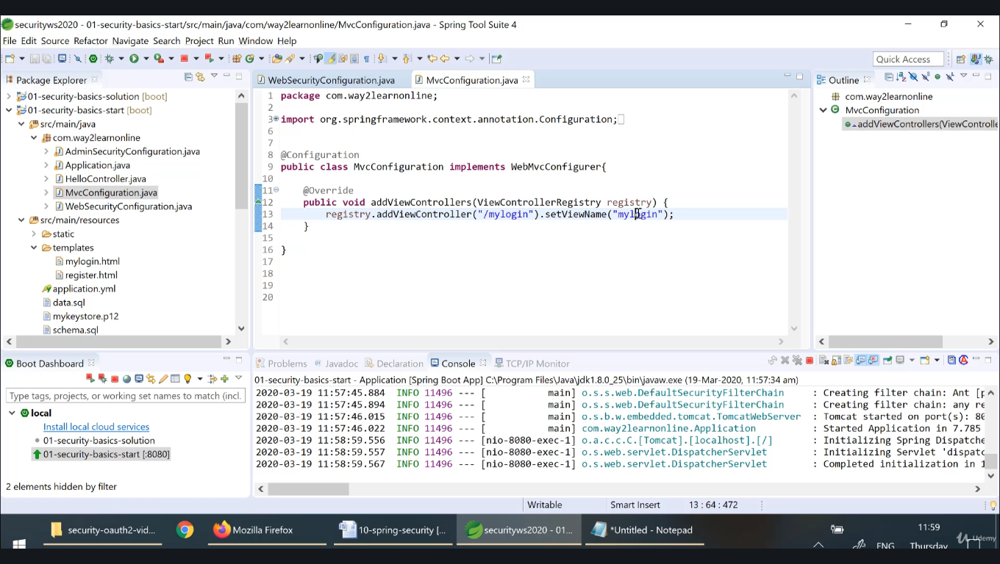 securityws2020 - 01-security-basics-start/src/main/java/com/way2learnonline/MvcConfiguration.java - Spring Tool Suite 4
File Edit Source Refactor Navigate Search Project Run Window Help
Quick Access
Package Explorer
01-security-basics-solution [boot]
01-security-basics-start [boot]
src/main/java
com.way2learnonline
AdminSecurityConfiguration.java
Application.java
HelloController.java
MvcConfiguration.java
WebSecurityConfiguration.java
src/main/resources
static
templates
mylogin.html
register.html
application.yml
data.sql
mykeystore.p12
schema.sql
WebSecurityConfiguration.java
MvcConfiguration.java
1 package com.way2learnonline;
2
3 import org.springframework.context.annotation.Configuration;
6
7
8 @Configuration
9 public class MvcConfiguration implements WebMvcConfigurer{
10
11 @Override
12 public void addViewControllers(ViewControllerRegistry registry) {
13 registry.addViewController("/mylogin").setViewName("mylogin");
14 }
15
16 }
17
18
19
20
Outline
com.way2learnonline
MvcConfiguration
addViewControllers(ViewControlle
Boot Dashboard
Type tags, projects, or working set names to match (incl.
local
Install local cloud services
01-security-basics-solution
01-security-basics-start [:8080]
2 elements hidden by filter
Problems Javadoc Declaration Console TCP/IP Monitor
01-security-basics-start - Application [Spring Boot App] C:\Program Files\Java\jdk1.8.0_25\bin\javaw.exe (19-Mar-2020, 11:57:34 am)
2020-03-19 11:57:45.884 INFO 11496 --- [ main] o.s.s.web.DefaultSecurityFilterChain : Creating filter chain: Ant [p
2020-03-19 11:57:45.894 INFO 11496 --- [ main] o.s.s.web.DefaultSecurityFilterChain : Creating filter chain: any re
2020-03-19 11:57:46.015 INFO 11496 --- [ main] o.s.b.w.embedded.tomcat.TomcatWebServer : Tomcat started on port(s): 80
2020-03-19 11:57:46.022 INFO 11496 --- [ main] com.way2learnonline.Application : Started Application in 7.785
2020-03-19 11:58:59.556 INFO 11496 --- [nio-8080-exec-1] o.a.c.c.C.[Tomcat].[localhost].[/] : Initializing Spring Dispatche
2020-03-19 11:58:59.557 INFO 11496 --- [nio-8080-exec-1] o.s.web.servlet.DispatcherServlet : Initializing Servlet 'dispatc
2020-03-19 11:58:59.567 INFO 11496 --- [nio-8080-exec-1] o.s.web.servlet.DispatcherServlet : Completed initialization in 1
Writable Smart Insert 13 : 64 : 472
security-oauth2-vid... Mozilla Firefox 10-spring-security [... securityws2020 - 01... *Untitled - Notepad
ENG
11:59
Thursday
Udemy